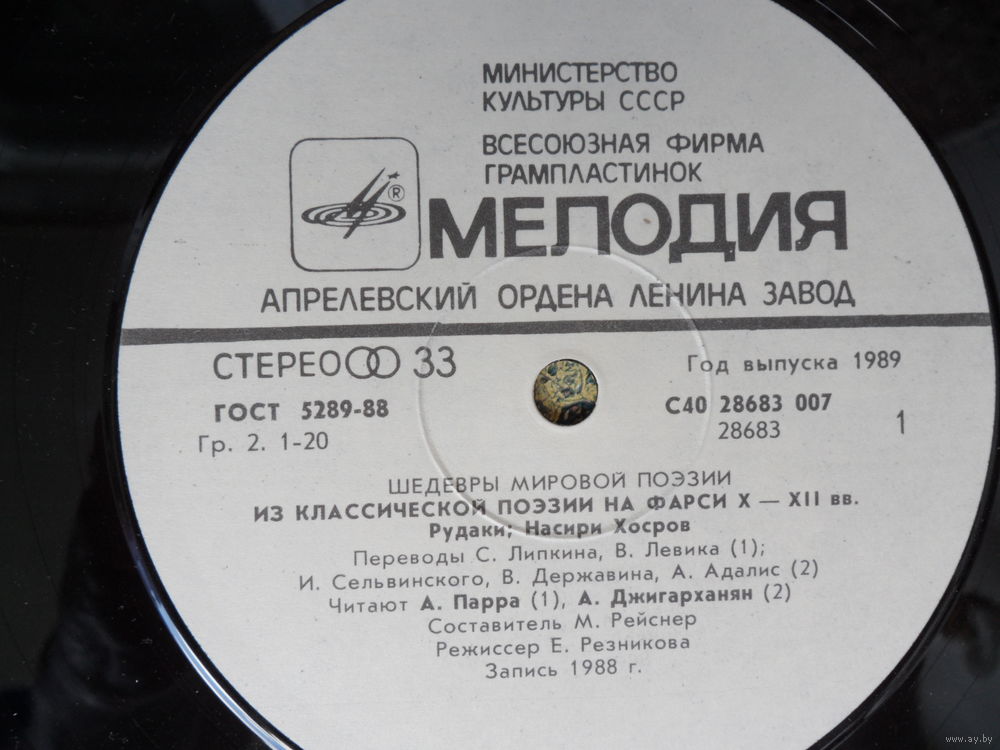 МИНИСТЕРСТВО
КУЛЬТУРЫ СССР
ВСЕСОЮЗНАЯ ФИРМА
ГРАМПЛАСТИНОК
®
МЕЛОДИЯ
АПРЕЛЕВСКИЙ ОРДЕНА ЛЕНИНА ЗАВОД
СТЕРЕО 33
Год выпуска 1989
ГОСТ 5289-88
С40 28683 007
Гр. 2. 1-20
28683
1
ШЕДЕВРЫ МИРОВОЙ ПОЭЗИИ
ИЗ КЛАССИЧЕСКОЙ ПОЭЗИИ НА ФАРСИ X — XII вв.
Рудаки; Насири Хосров
Переводы С. Липкина, В. Левика (1);
И. Сельвинского, В. Державина, А. Адалис (2)
Читают А. Парра (1), А. Джигарханян (2)
Составитель М. Рейснер
Режиссер Е. Резникова
Запись 1988 г.
www.ay.by